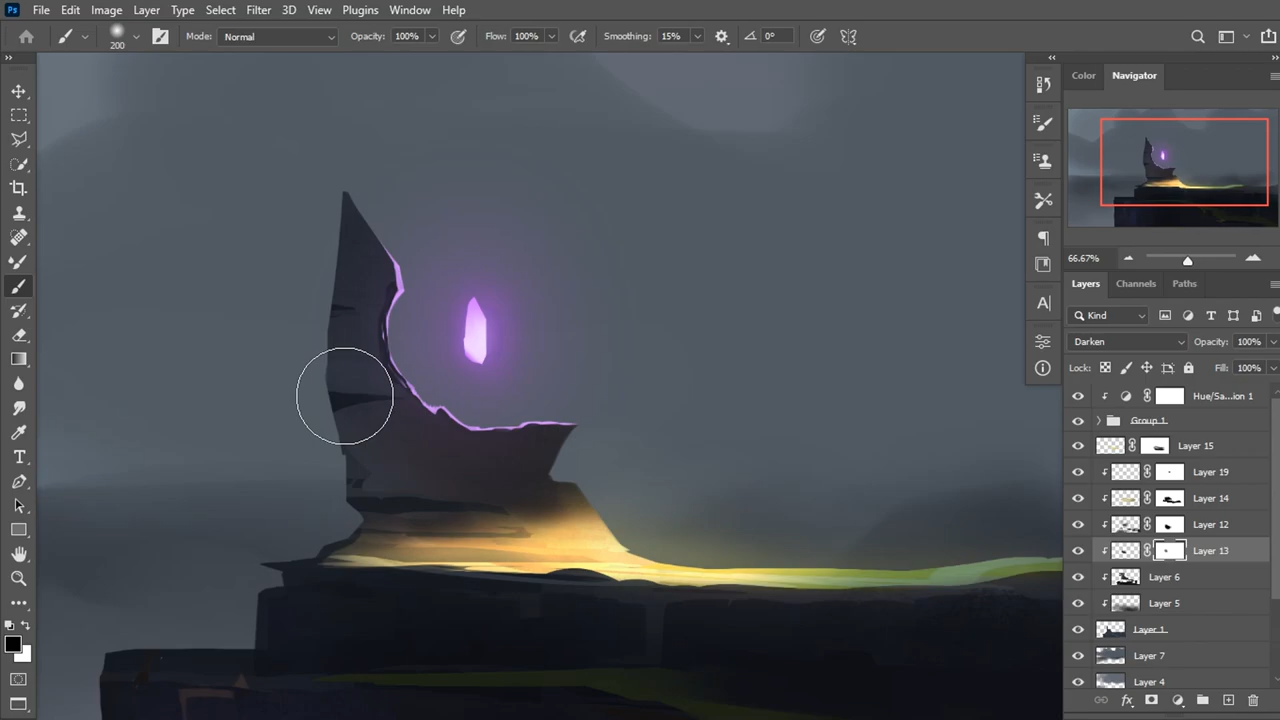 Ps File Edit Image Layer Type Select Filter 3D View Plugins Window Help
200 Mode: Normal Opacity: 100% Flow: 100% Smoothing: 15% 0°
Color Navigator
66.67%
Layers Channels Paths
Kind
Darken Opacity: 100%
Lock: Fill: 100%
Hue/Sa...ion 1
Group 1
Layer 15
Layer 19
Layer 14
Layer 12
Layer 13
Layer 6
Layer 5
Layer 1
Layer 7
Layer 4